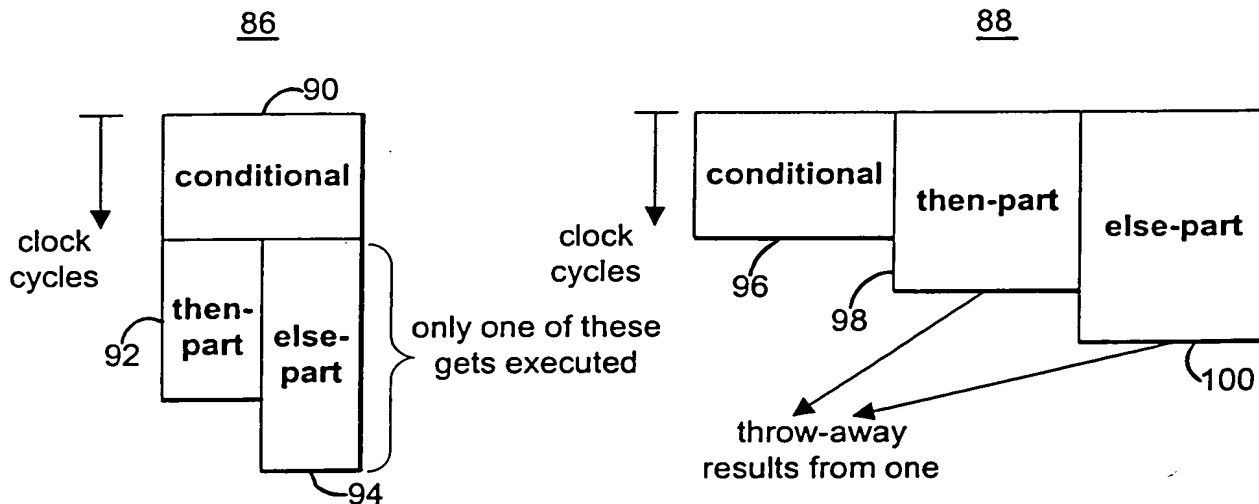 86
90
conditional
clock
cycles
92
then-
part
else-
part
only one of these
gets executed
94
88
conditional
then-part
else-part
clock
cycles
96
98
100
throw-away
results from one